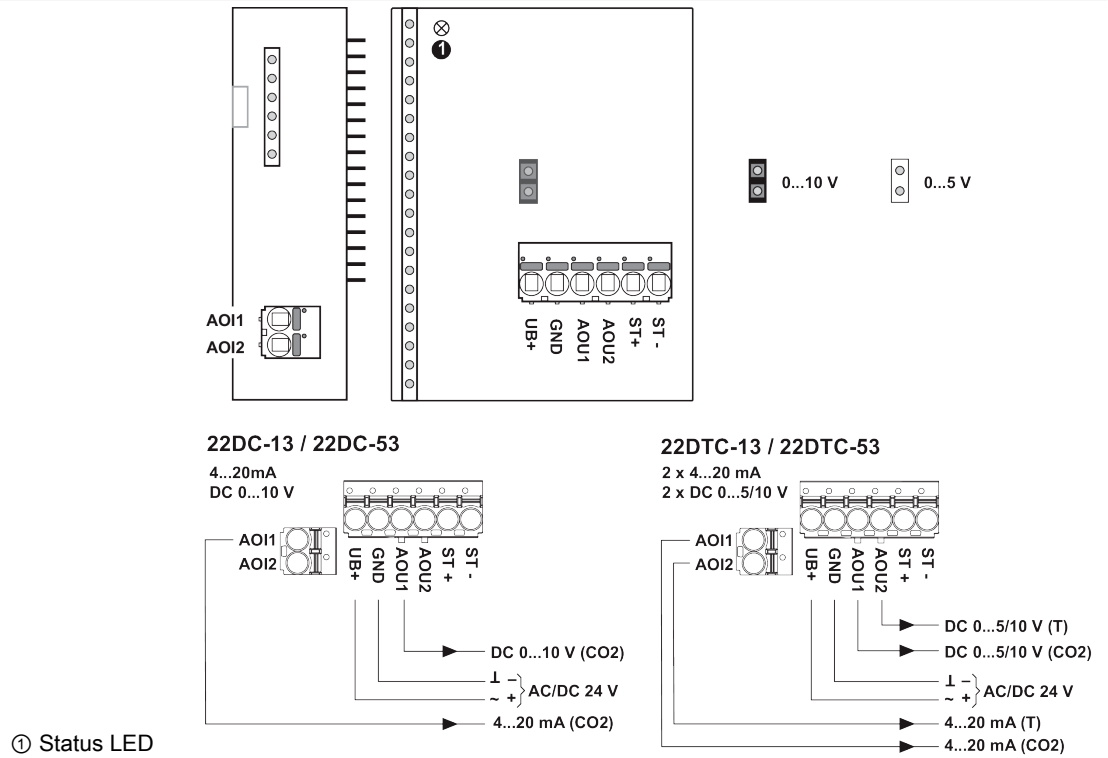 ❶
0...10 V
0...5 V
AOI1
AOI2
UB+
GND
AOU1
AOU2
ST+
ST -
22DC-13 / 22DC-53
4...20mA
DC 0...10 V
AOI1
AOI2
UB+
GND
AOU1
AOU2
ST +
ST -
DC 0...10 V (CO2)
⊥ –
~ +
AC/DC 24 V
4...20 mA (CO2)
22DTC-13 / 22DTC-53
2 x 4...20 mA
2 x DC 0...5/10 V
AOI1
AOI2
UB+
GND
AOU1
AOU2
ST +
ST -
DC 0...5/10 V (T)
DC 0...5/10 V (CO2)
⊥ –
~ +
AC/DC 24 V
4...20 mA (T)
4...20 mA (CO2)
① Status LED